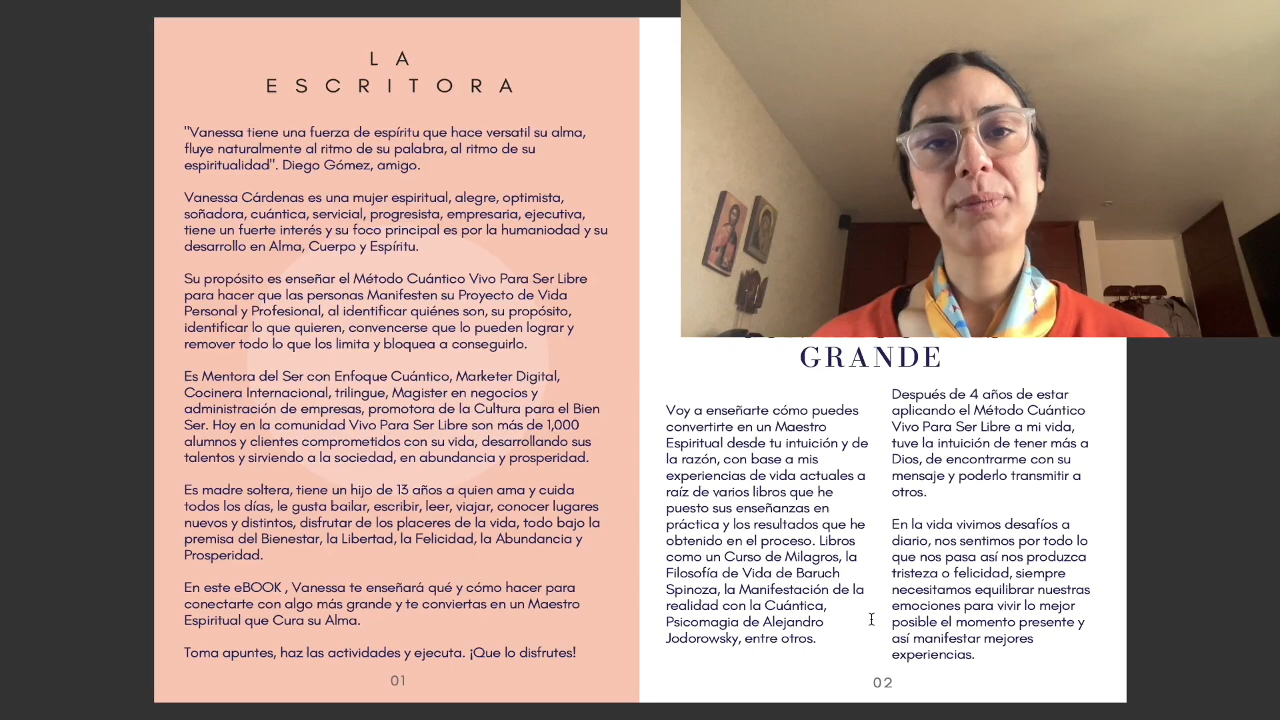 LA
ESCRITORA
"Vanessa tiene una fuerza de espíritu que hace versatil su alma,
fluye naturalmente al ritmo de su palabra, al ritmo de su
espiritualidad". Diego Gómez, amigo.
Vanessa Cárdenas es una mujer espiritual, alegre, optimista,
soñadora, cuántica, servicial, progresista, empresaria, ejecutiva,
tiene un fuerte interés y su foco principal es por la humaniodad y su
desarrollo en Alma, Cuerpo y Espíritu.
Su propósito es enseñar el Método Cuántico Vivo Para Ser Libre
para hacer que las personas Manifesten su Proyecto de Vida
Personal y Profesional, al identificar quiénes son, su propósito,
identificar lo que quieren, convencerse que lo pueden lograr y
remover todo lo que los limita y bloquea a conseguirlo.
Es Mentora del Ser con Enfoque Cuántico, Marketer Digital,
Cocinera Internacional, trilingue, Magister en negocios y
administración de empresas, promotora de la Cultura para el Bien
Ser. Hoy en la comunidad Vivo Para Ser Libre son más de 1,000
alumnos y clientes comprometidos con su vida, desarrollando sus
talentos y sirviendo a la sociedad, en abundancia y prosperidad.
Es madre soltera, tiene un hijo de 13 años a quien ama y cuida
todos los días, le gusta bailar, escribir, leer, viajar, conocer lugares
nuevos y distintos, disfrutar de los placeres de la vida, todo bajo la
premisa del Bienestar, la Libertad, la Felicidad, la Abundancia y
Prosperidad.
En este eBOOK , Vanessa te enseñará qué y cómo hacer para
conectarte con algo más grande y te conviertas en un Maestro
Espiritual que Cura su Alma.
Toma apuntes, haz las actividades y ejecuta. ¡Que lo disfrutes!
01
GRANDE
Voy a enseñarte cómo puedes
convertirte en un Maestro
Espiritual desde tu intuición y de
la razón, con base a mis
experiencias de vida actuales a
raíz de varios libros que he
puesto sus enseñanzas en
práctica y los resultados que he
obtenido en el proceso. Libros
como un Curso de Milagros, la
Filosofía de Vida de Baruch
Spinoza, la Manifestación de la
realidad con la Cuántica,
Psicomagia de Alejandro
Jodorowsky, entre otros.
Después de 4 años de estar
aplicando el Método Cuántico
Vivo Para Ser Libre a mi vida,
tuve la intuición de tener más a
Dios, de encontrarme con su
mensaje y poderlo transmitir a
otros.
En la vida vivimos desafíos a
diario, nos sentimos por todo lo
que nos pasa así nos produzca
tristeza o felicidad, siempre
necesitamos equilibrar nuestras
emociones para vivir lo mejor
posible el momento presente y
así manifestar mejores
experiencias.
02